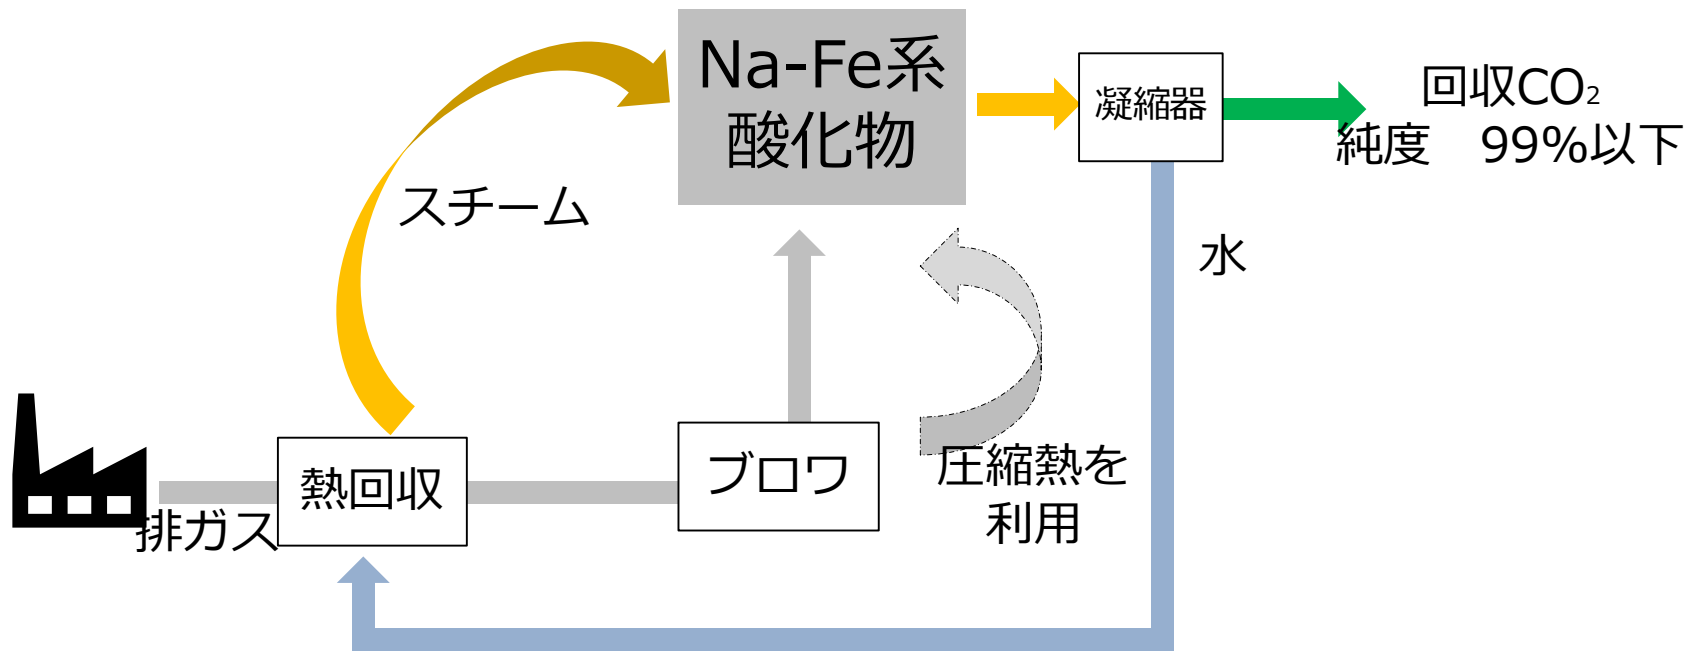 Na-Fe系
酸化物
凝縮器
回収CO₂
純度　99%以下
スチーム
水
熱回収
ブロワ
圧縮熱を
利用
排ガス